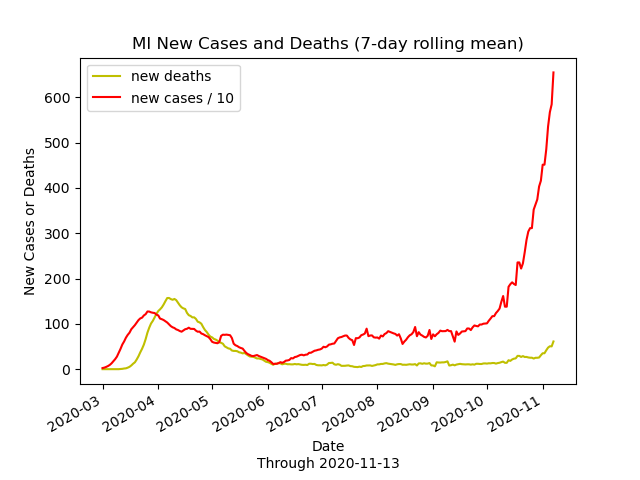 MI New Cases and Deaths (7-day rolling mean)
new deaths
new cases / 10
600
500
400
300
200
100
0
New Cases or Deaths
2020-03
2020-04
2020-05
2020-06
2020-07
2020-08
2020-09
2020-10
2020-11
Date
Through 2020-11-13